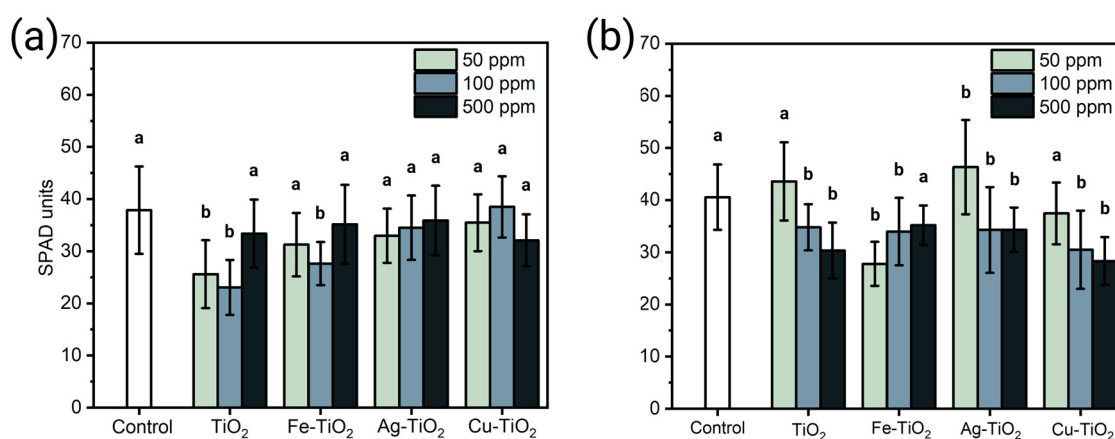 (a)
70
60
50
40
30
20
10
0
SPAD units
50 ppm
100 ppm
500 ppm
a
b
b
a
a
b
a
a
a
a
a
a
a
Control
TiO₂
Fe-TiO₂
Ag-TiO₂
Cu-TiO₂
(b)
70
60
50
40
30
20
10
0
50 ppm
100 ppm
500 ppm
a
a
b
b
b
b
a
b
b
b
a
b
b
Control
TiO₂
Fe-TiO₂
Ag-TiO₂
Cu-TiO₂